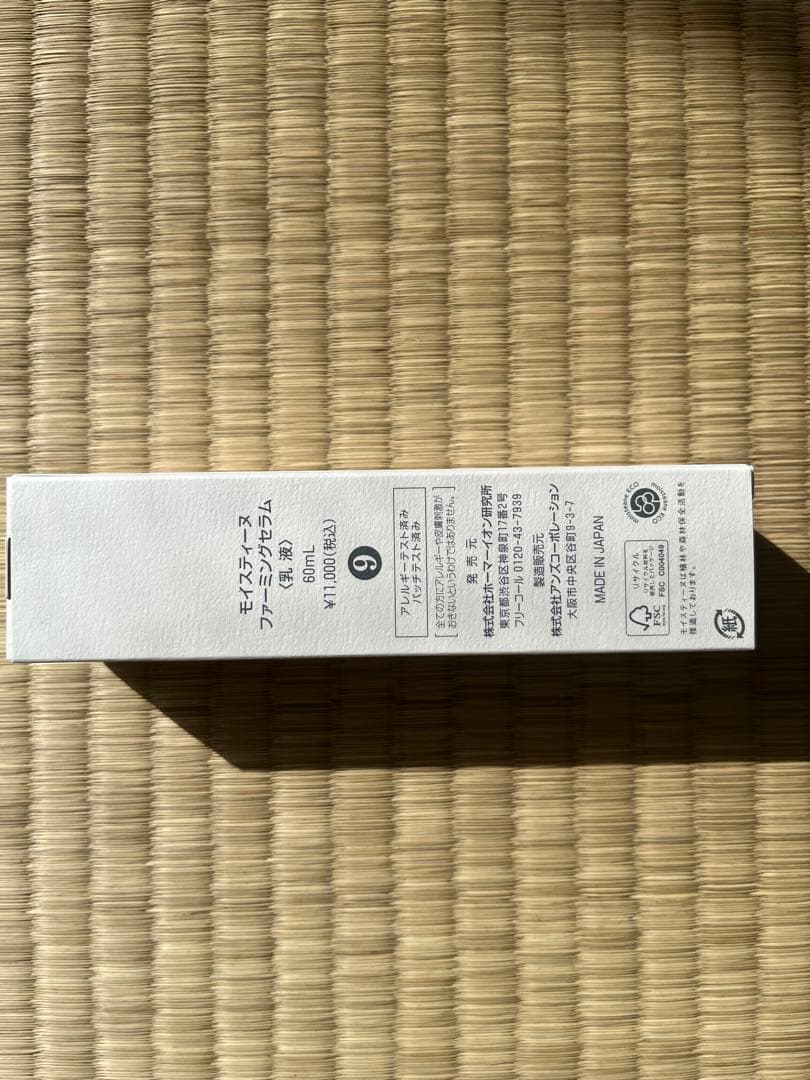 モイスティーヌ
ファーミングセラム
〈乳 液〉
60mL
¥11,000(税込)
9
アレルギーテスト済み
パッチテスト済み
全ての方にアレルギーや皮膚刺激が
おきないというわけではありません。
発 売 元
株式会社ホーマーイオン研究所
東京都渋谷区神泉町17番2号
フリーコール 0120-43-7939
製造販売元
株式会社アンズコーポレーション
大阪市中央区谷町9-3-7
MADE IN JAPAN
リサイクル
FSC
FSC C004049
moisteane ECO
moisteane ECO
モイスティーヌは植林や森林保全活動を
推進しております。
紙